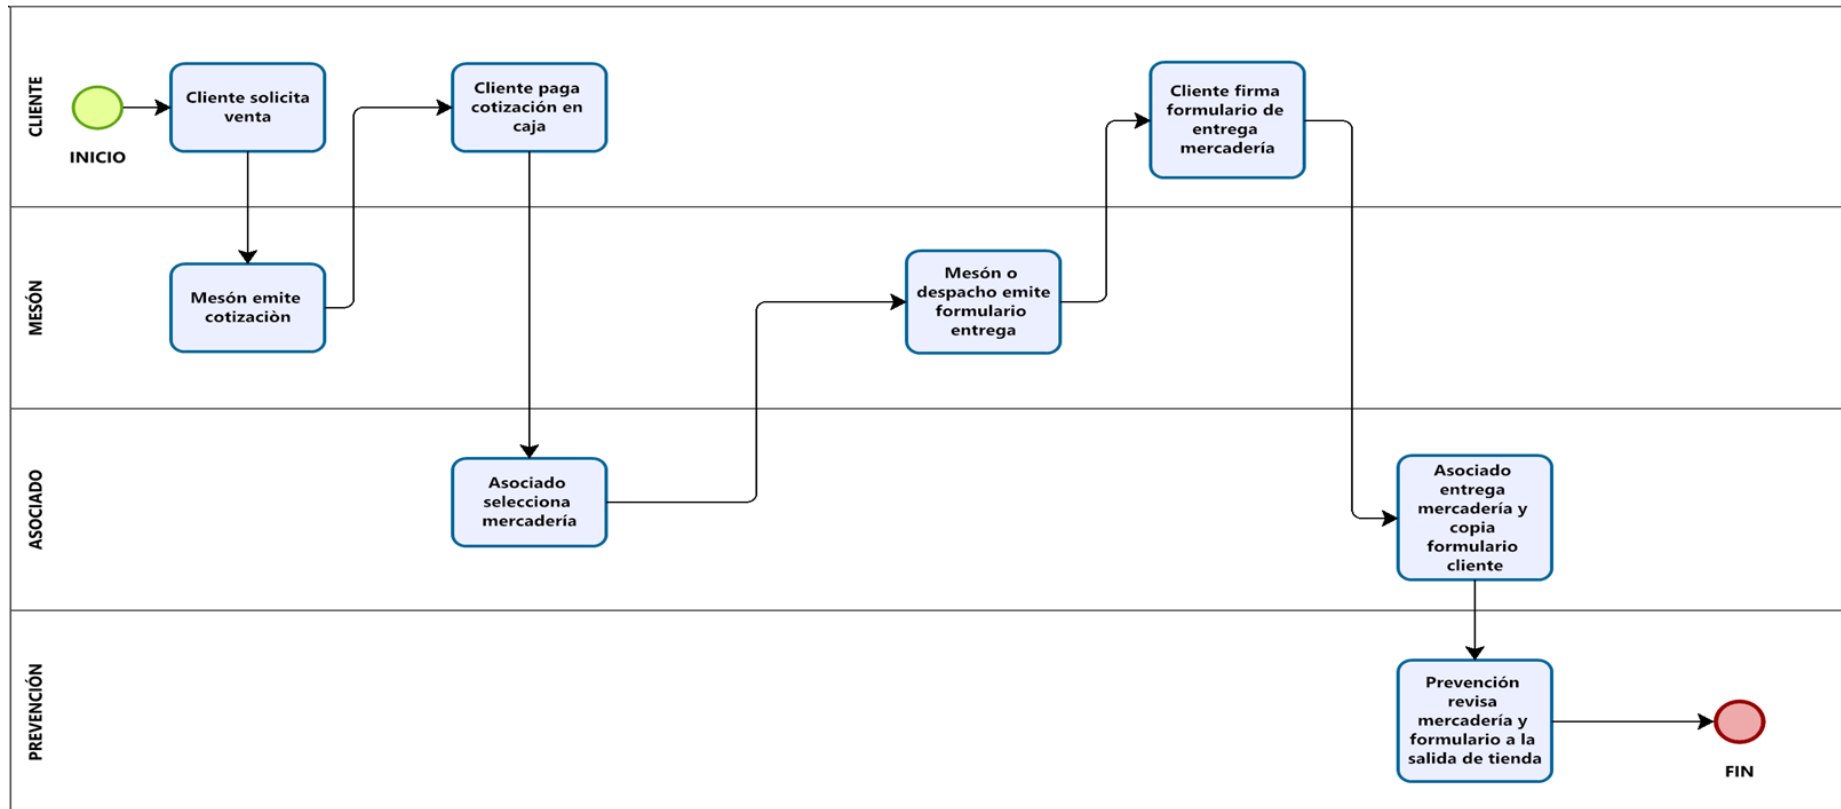 CLIENTE
INICIO
Cliente solicita
venta
Cliente paga
cotización en
caja
Cliente firma
formulario de
entrega
mercadería
MESÓN
Mesón emite
cotizaciòn
Mesón o
despacho emite
formulario
entrega
ASOCIADO
Asociado
selecciona
mercadería
Asociado
entrega
mercadería y
copia
formulario
cliente
PREVENCIÓN
Prevención
revisa
mercadería y
formulario a la
salida de tienda
FIN